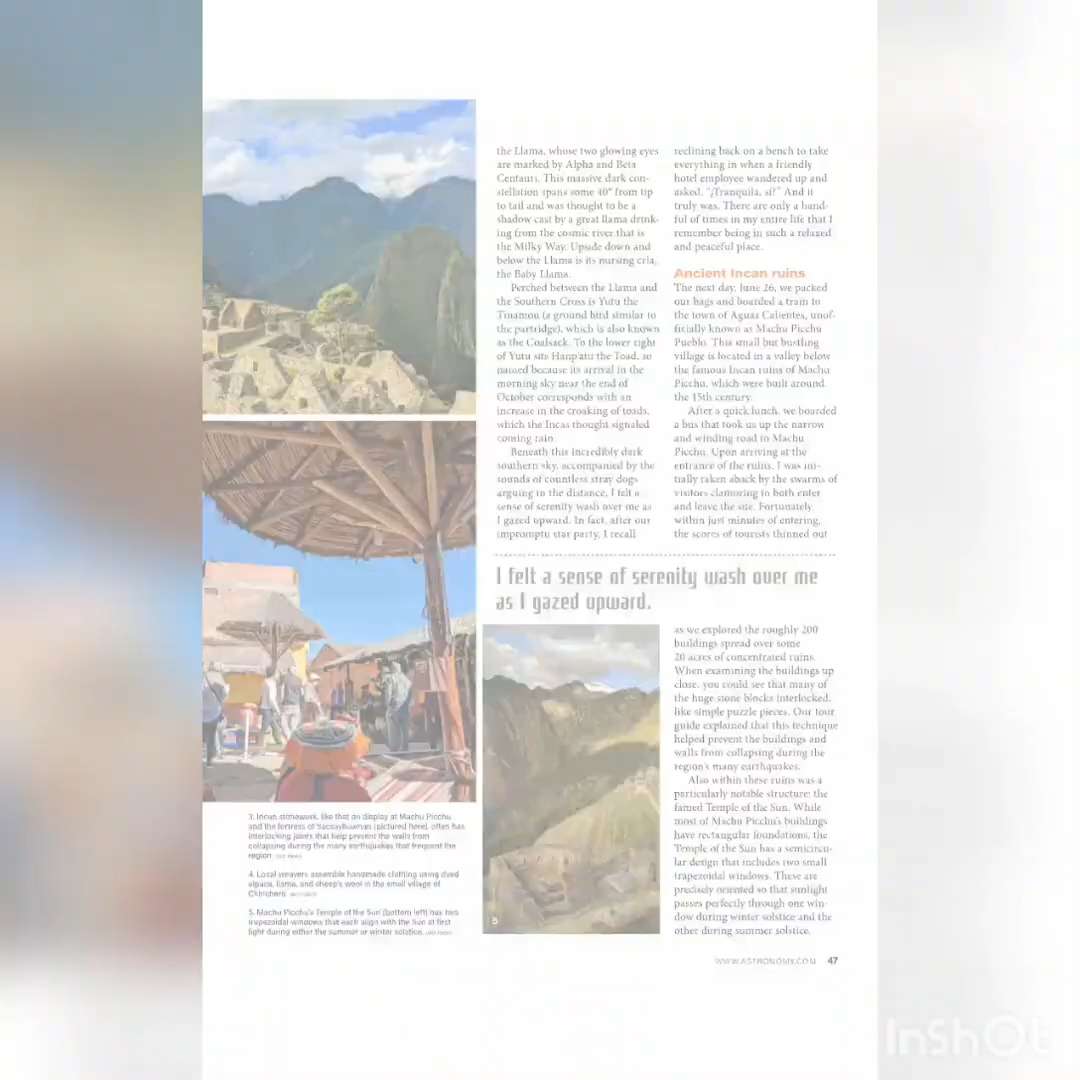 the Llama, whose two glowing eyes
are marked by Alpha and Beta
Centauri. This massive dark con-
stellation spans some 40° from tip
to tail and was thought to be a
shadow cast by a great llama drink-
ing from the cosmic river that is
the Milky Way. Upside down and
below the Llama is its nursing cria,
the Baby Llama.
Perched between the Llama and
the Southern Cross is Yutu the
Tinamou (a ground bird similar to
the partridge), which is also known
as the Coalsack. To the lower right
of Yutu sits Hanp'atu the Toad, so
named because its arrival in the
morning sky near the end of
October corresponds with an
increase in the croaking of toads,
which the Incas thought signaled
coming rain.
Beneath this incredibly dark
southern sky, accompanied by the
sounds of countless stray dogs
arguing in the distance, I felt a
sense of serenity wash over me as
I gazed upward. In fact, after our
impromptu star party, I recall
reclining back on a bench to take
everything in when a friendly
hotel employee wandered up and
asked, "¿Tranquila, sí?" And it
truly was. There are only a hand-
ful of times in my entire life that I
remember being in such a relaxed
and peaceful place.
Ancient Incan ruins
The next day, June 26, we packed
our bags and boarded a train to
the town of Aguas Calientes, unof-
ficially known as Machu Picchu
Pueblo. This small but bustling
village is located in a valley below
the famous Incan ruins of Machu
Picchu, which were built around
the 15th century.
After a quick lunch, we boarded
a bus that took us up the narrow
and winding road to Machu
Picchu. Upon arriving at the
entrance of the ruins, I was ini-
tially taken aback by the swarms of
visitors clamoring to both enter
and leave the site. Fortunately
within just minutes of entering,
the scores of tourists thinned out
I felt a sense of serenity wash over me
as I gazed upward.
as we explored the roughly 200
buildings spread over some
20 acres of concentrated ruins.
When examining the buildings up
close, you could see that many of
the huge stone blocks interlocked,
like simple puzzle pieces. Our tour
guide explained that this technique
helped prevent the buildings and
walls from collapsing during the
region's many earthquakes.
Also within these ruins was a
particularly notable structure: the
famed Temple of the Sun. While
most of Machu Picchu's buildings
have rectangular foundations, the
Temple of the Sun has a semicircu-
lar design that includes two small
trapezoidal windows. These are
precisely oriented so that sunlight
passes perfectly through one win-
dow during winter solstice and the
other during summer solstice.
3. Incan stonework, like that on display at Machu Picchu
and the fortress of Sacsayhuaman (pictured here), often has
interlocking joints that help prevent the walls from
collapsing during the many earthquakes that frequent the
region.
4. Local weavers assemble handmade clothing using dyed
alpaca, llama, and sheep's wool in the small village of
Chinchero.
5. Machu Picchu's Temple of the Sun (bottom left) has two
trapezoidal windows that each align with the Sun at first
light during either the summer or winter solstice.
5
WWW.ASTRONOMY.COM 47
InShOt